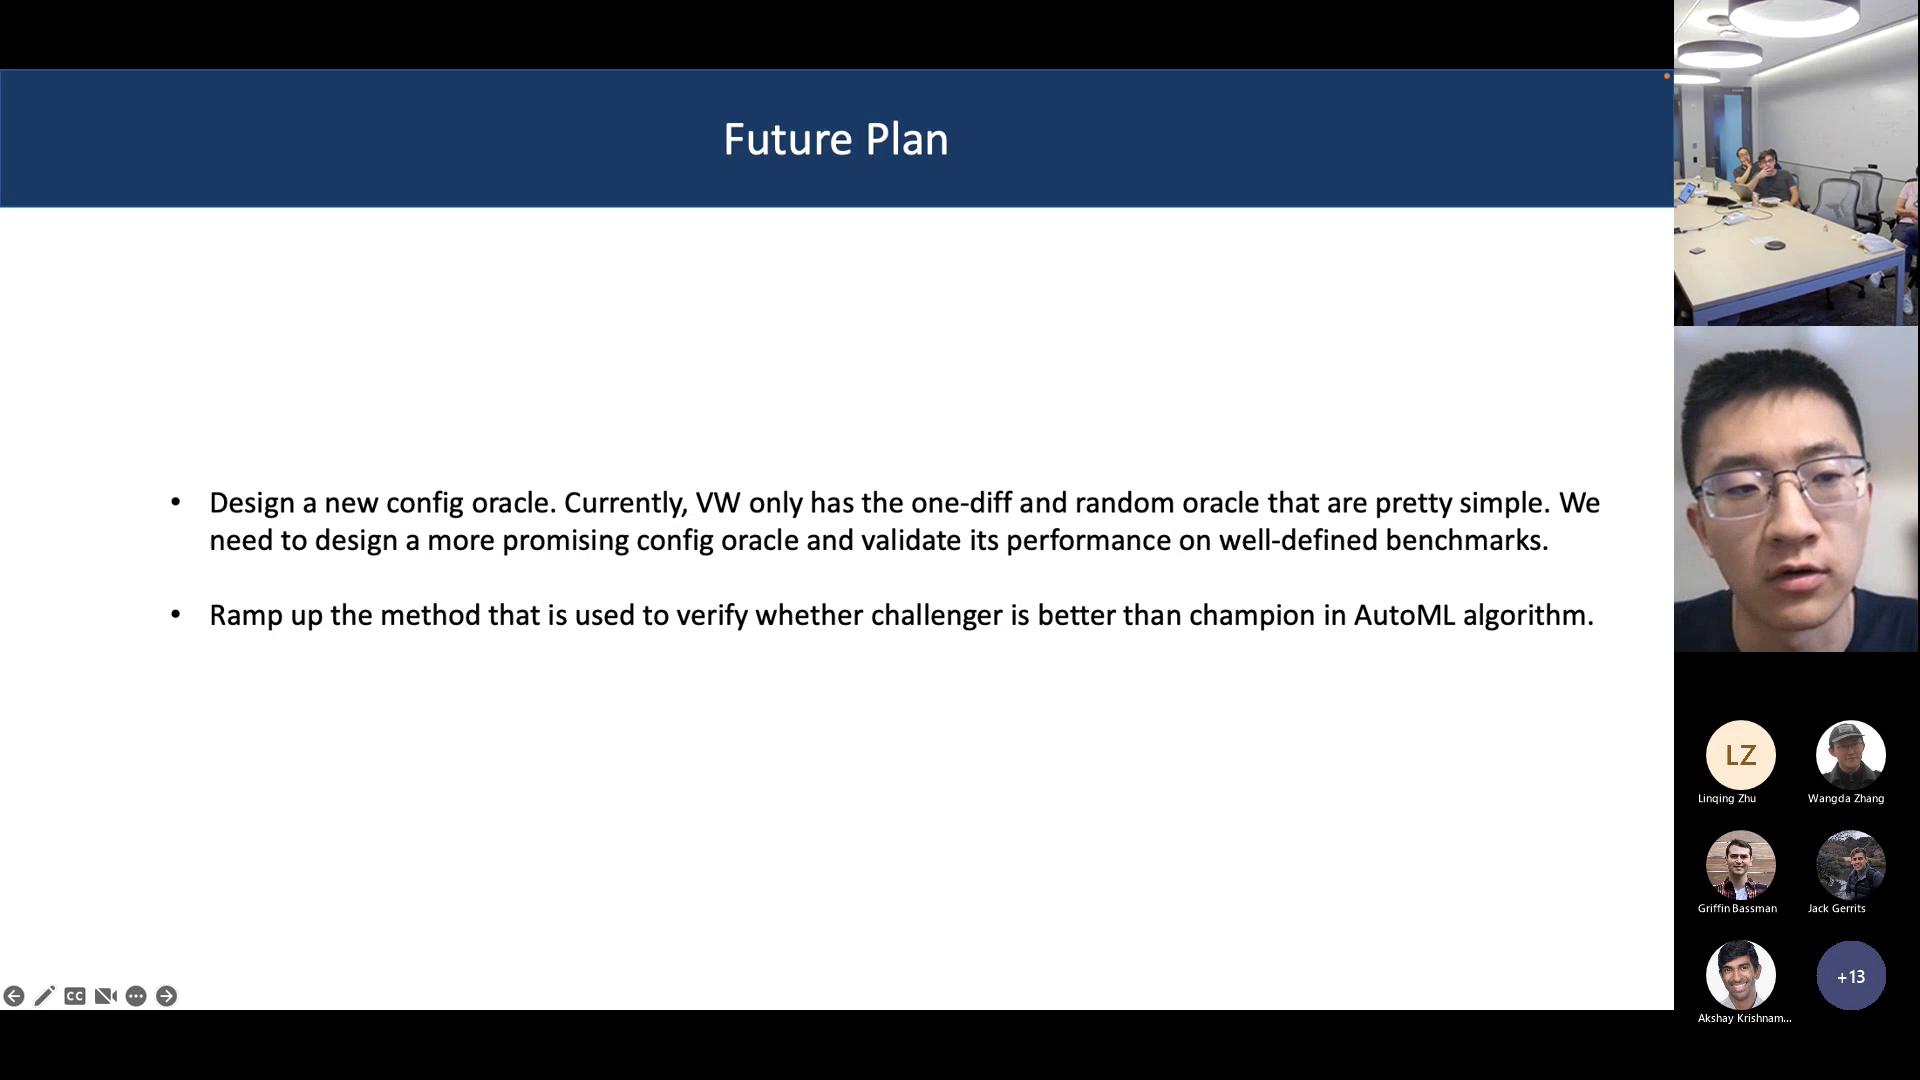 Future Plan
• Design a new config oracle. Currently, VW only has the one-diff and random oracle that are pretty simple. We
need to design a more promising config oracle and validate its performance on well-defined benchmarks.
• Ramp up the method that is used to verify whether challenger is better than champion in AutoML algorithm.
CC
LZ
Linqing Zhu
Wangda Zhang
Griffin Bassman
Jack Gerrits
Akshay Krishnam...
+13